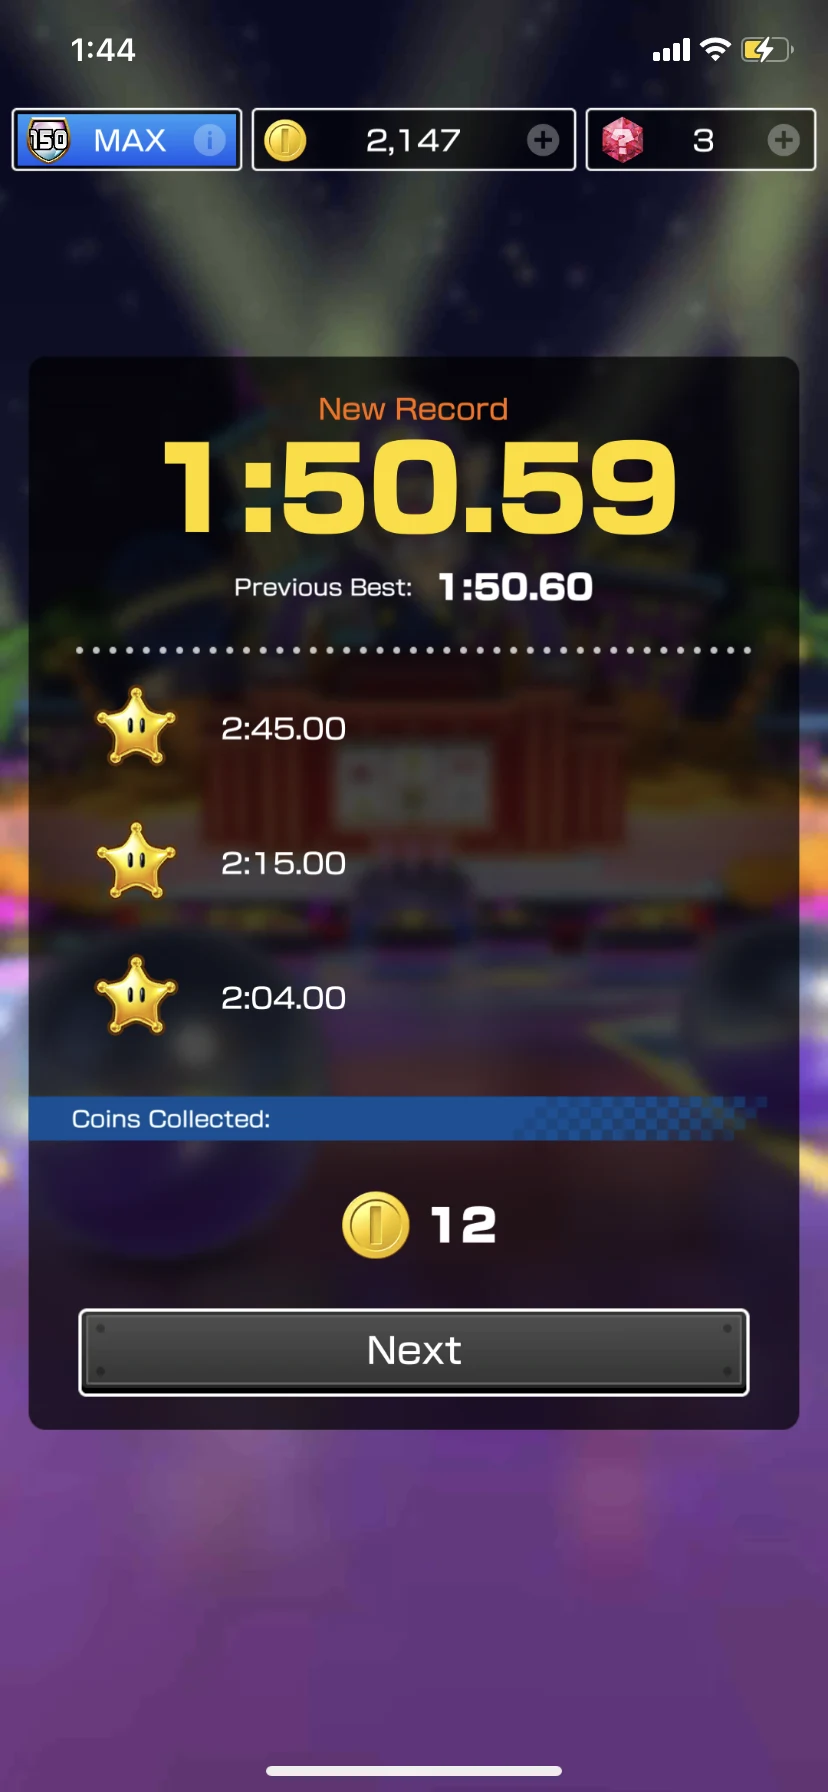 1:44
150 MAX i 2,147 + ? 3 +
New Record
1:50.59
Previous Best: 1:50.60
2:45.00
2:15.00
2:04.00
Coins Collected:
12
Next